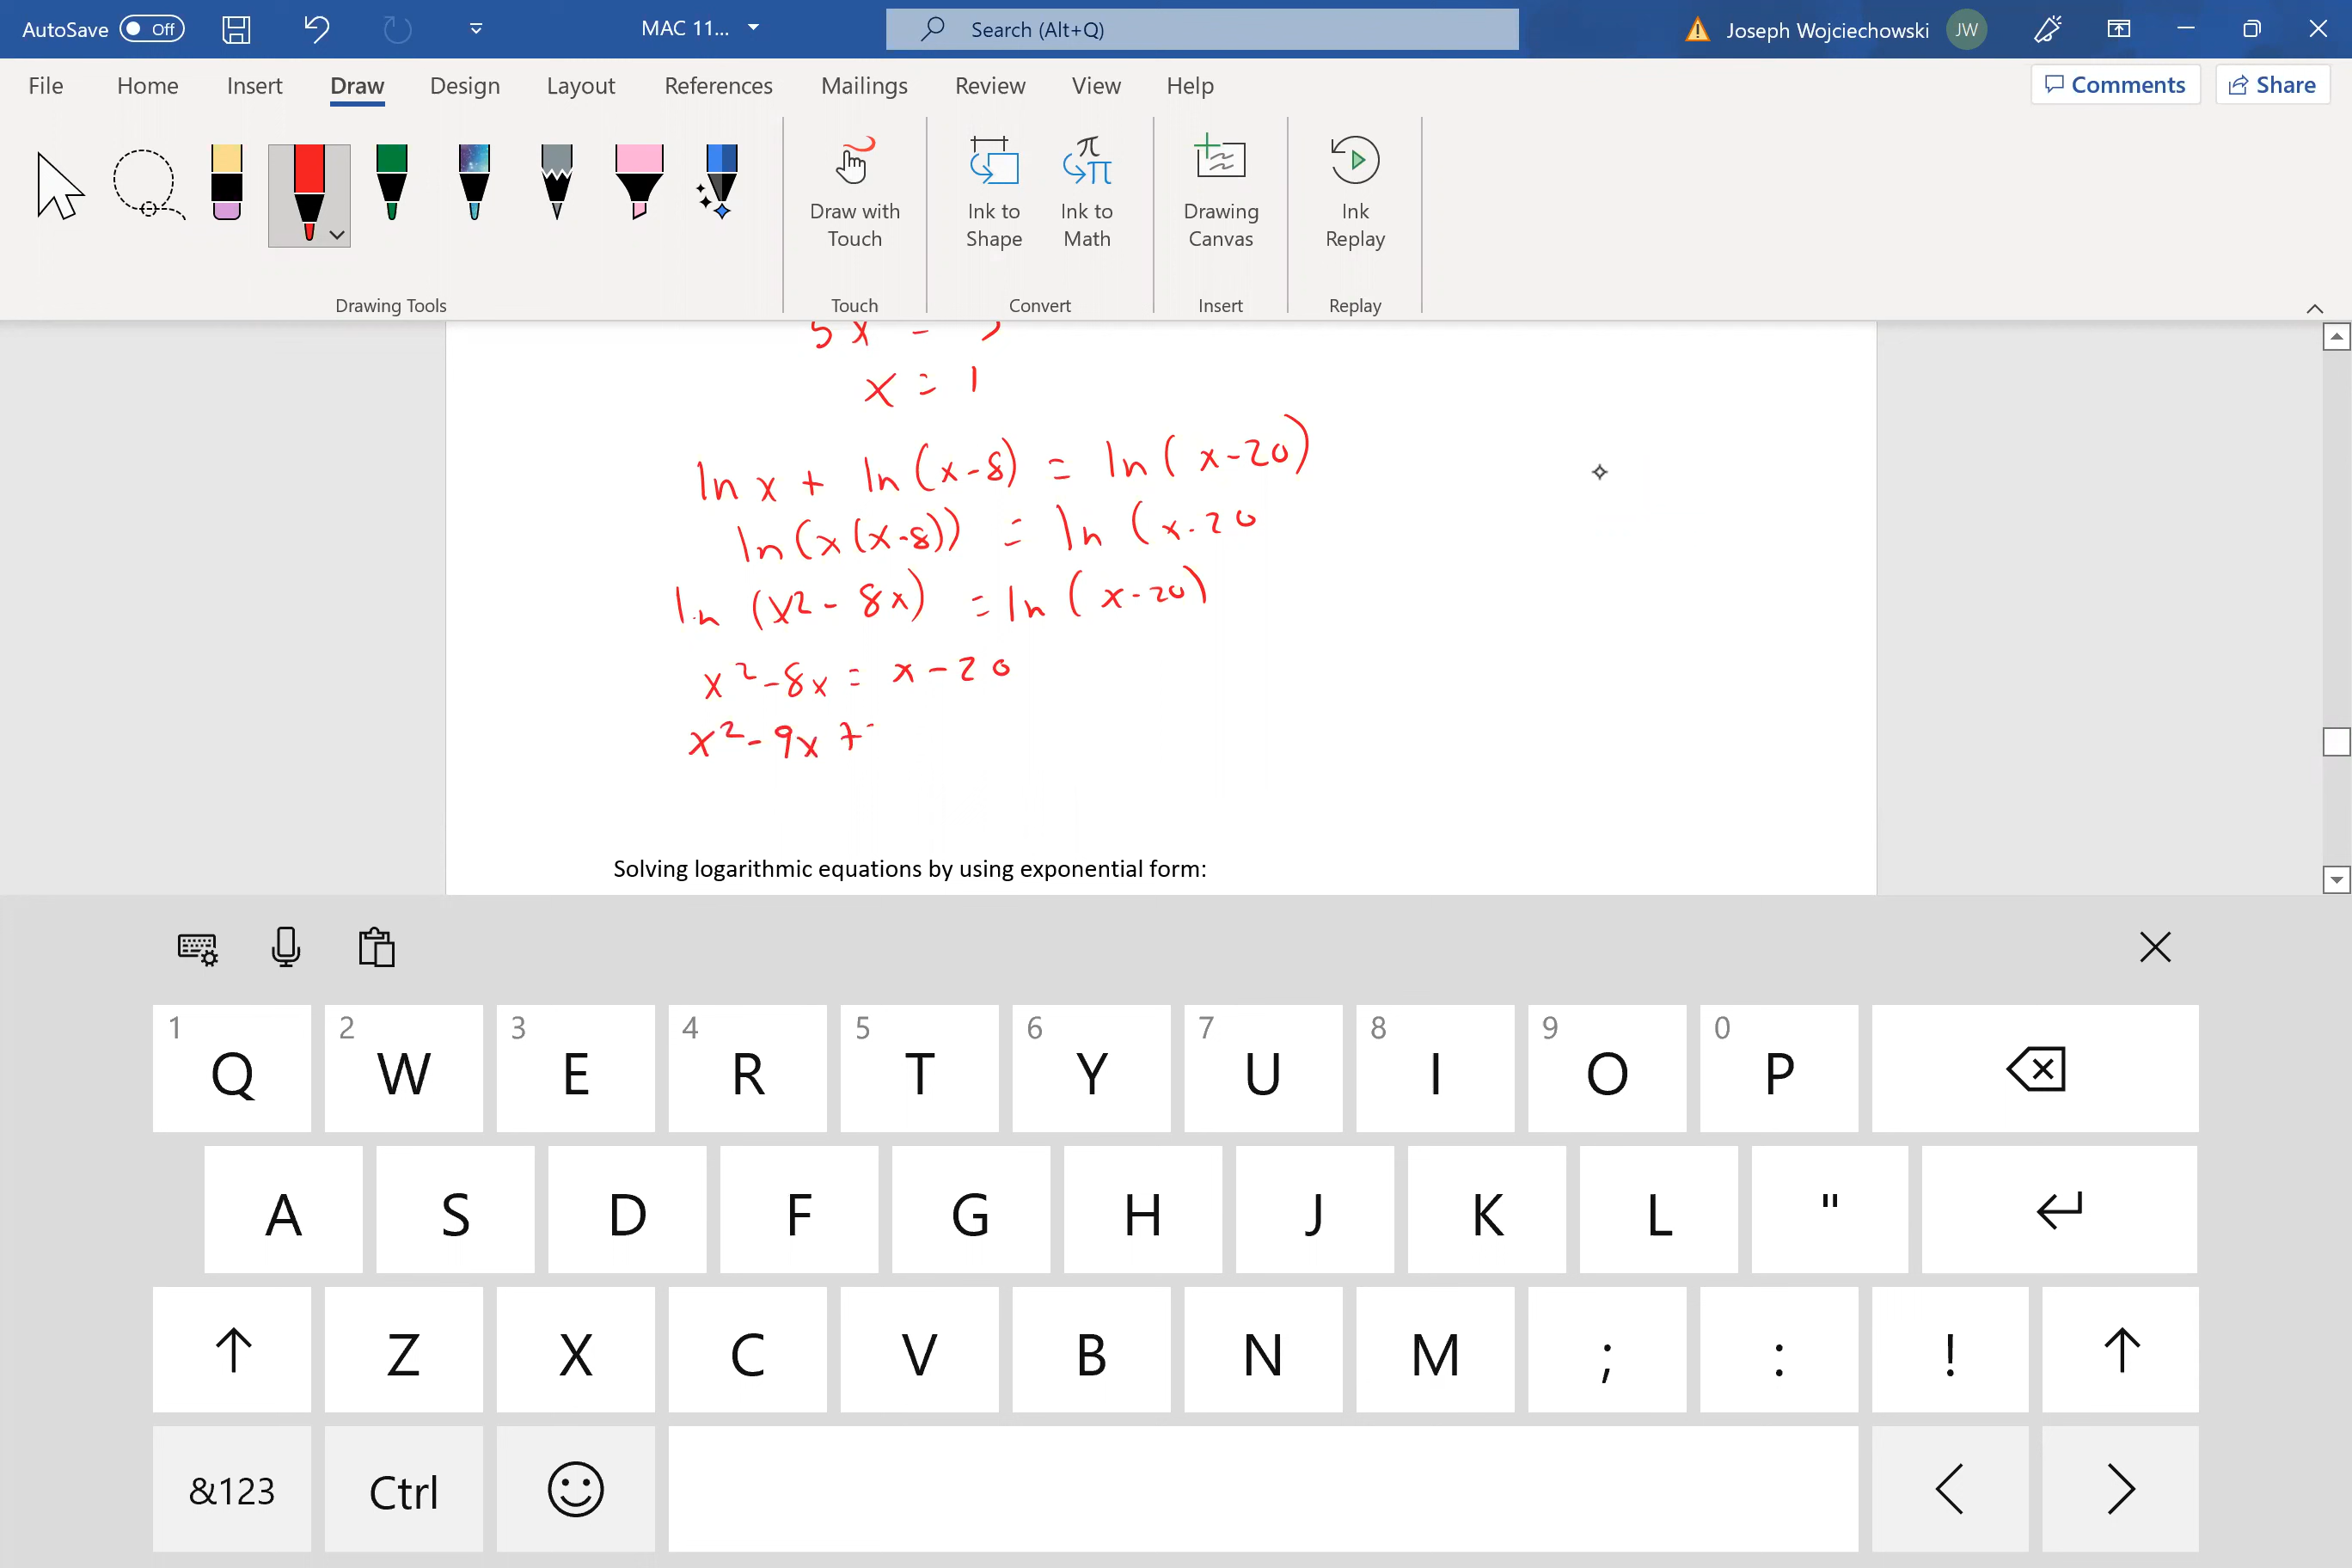 AutoSave Off MAC 11... Search (Alt+Q) Joseph Wojciechowski JW
File Home Insert Draw Design Layout References Mailings Review View Help Comments Share
Draw with Touch
Ink to Shape
Ink to Math
Drawing Canvas
Ink Replay
Drawing Tools Touch Convert Insert Replay
5x =
x = 1
ln x + ln(x-8) = ln(x-20)
ln(x(x-8)) = ln(x-20
ln(x²-8x) = ln(x-20)
x²-8x = x-20
x²-9x+
Solving logarithmic equations by using exponential form:
1 2 3 4 5 6 7 8 9 0
Q W E R T Y U I O P
A S D F G H J K L "
Z X C V B N M ; : !
&123 Ctrl